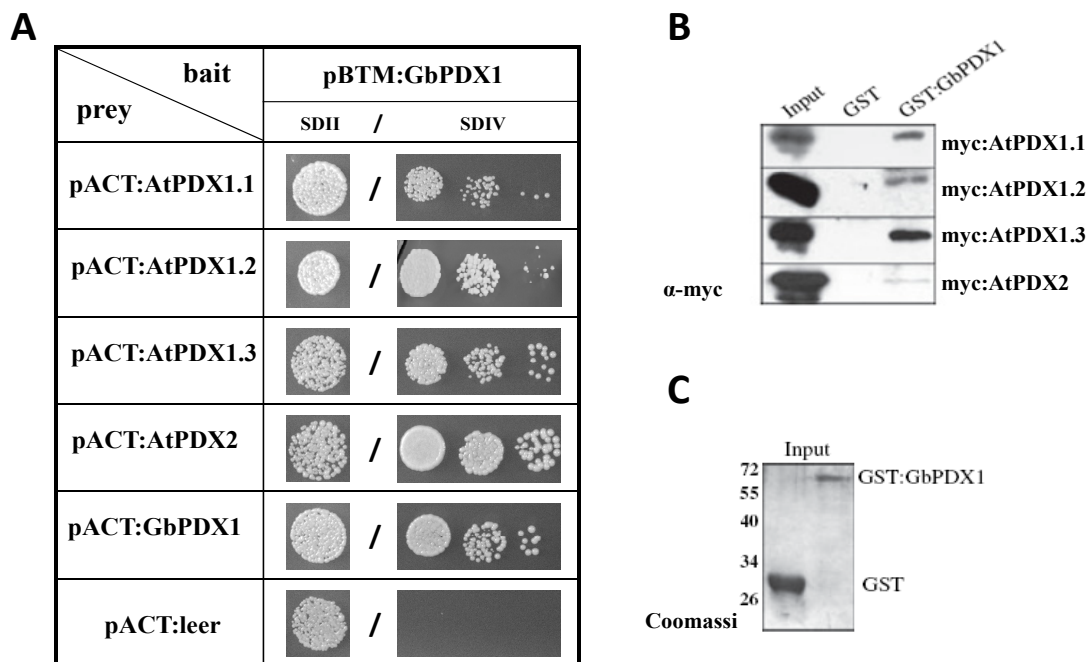 A
bait
prey
pBTM:GbPDX1
SDII / SDIV
pACT:AtPDX1.1 /
pACT:AtPDX1.2 /
pACT:AtPDX1.3 /
pACT:AtPDX2 /
pACT:GbPDX1 /
pACT:leer /
B
Input GST GST:GbPDX1
myc:AtPDX1.1
myc:AtPDX1.2
myc:AtPDX1.3
α-myc myc:AtPDX2
C
Input
72 GST:GbPDX1
55
40
34
GST
26
Coomassi